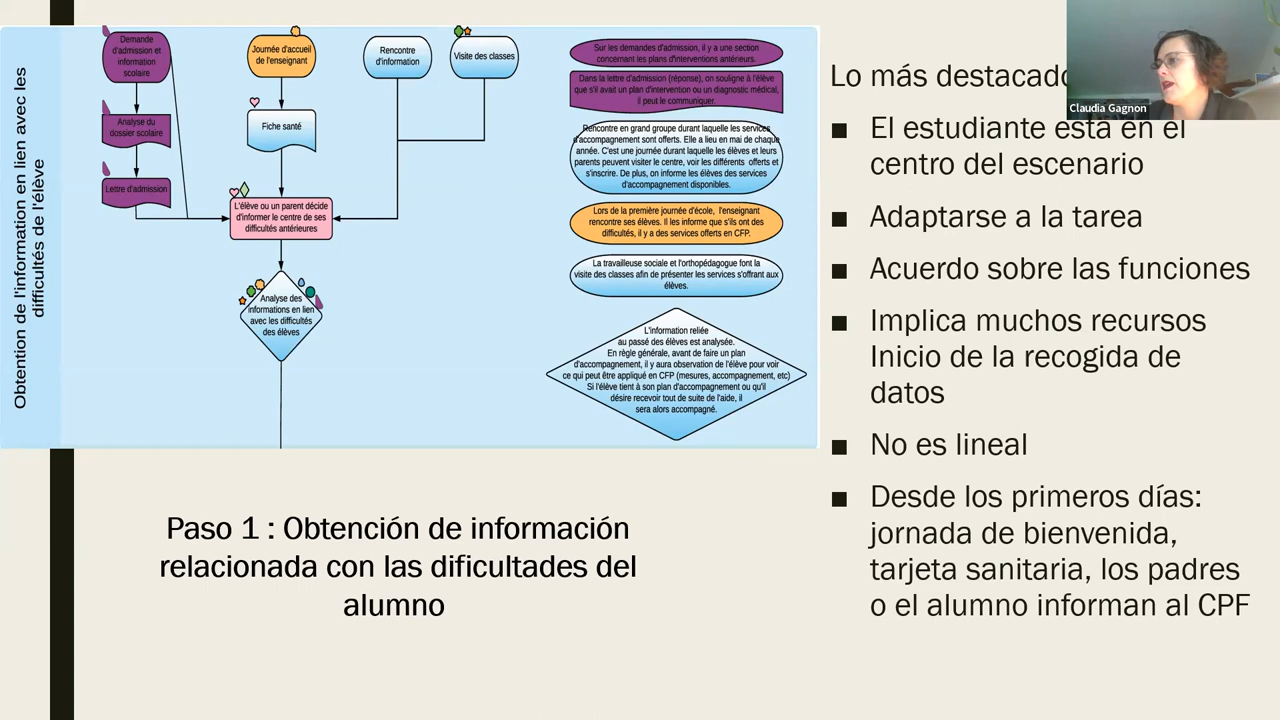 Obtention de l'information en lien avec les
difficultés de l'élève
Demande
d'admission et
information
scolaire
Analyse du
dossier scolaire
Lettre d'admission
Journée d'accueil
de l'enseignant
Fiche santé
Rencontre
d'information
Visite des classes
L'élève ou un parent décide
d'informer le centre de ses
difficultés antérieures
Analyse des
informations en lien
avec les difficultés
des élèves
Sur les demandes d'admission, il y a une section
concernant les plans d'interventions antérieurs.
Dans la lettre d'admission (réponse), on souligne à l'élève
que s'il avait un plan d'intervention ou un diagnostic médical,
il peut le communiquer.
Rencontre en grand groupe durant laquelle les services
d'accompagnement sont offerts. Elle a lieu en mai de chaque
année. C'est une journée durant laquelle les élèves et leurs
parents peuvent visiter le centre, voir les différents offerts et
s'inscrire. De plus, on informe les élèves des services
d'accompagnement disponibles.
Lors de la première journée d'école, l'enseignant
rencontre ses élèves. Il les informe que s'ils ont des
difficultés, il y a des services offerts en CFP.
La travailleuse sociale et l'orthopédagogue font la
visite des classes afin de présenter les services s'offrant aux
élèves.
L'information reliée
au passé des élèves est analysée.
En règle générale, avant de faire un plan
d'accompagnement, il y aura observation de l'élève pour voir
ce qui peut être appliqué en CFP (mesures, accompagnement, etc)
Si l'élève tient à son plan d'accompagnement ou qu'il
désire recevoir tout de suite de l'aide, il
sera alors accompagné.
Paso 1 : Obtención de información
relacionada con las dificultades del
alumno
Lo más destacado
Claudia Gagnon
■ El estudiante está en el
centro del escenario
■ Adaptarse a la tarea
■ Acuerdo sobre las funciones
■ Implica muchos recursos
Inicio de la recogida de
datos
■ No es lineal
■ Desde los primeros días:
jornada de bienvenida,
tarjeta sanitaria, los padres
o el alumno informan al CPF